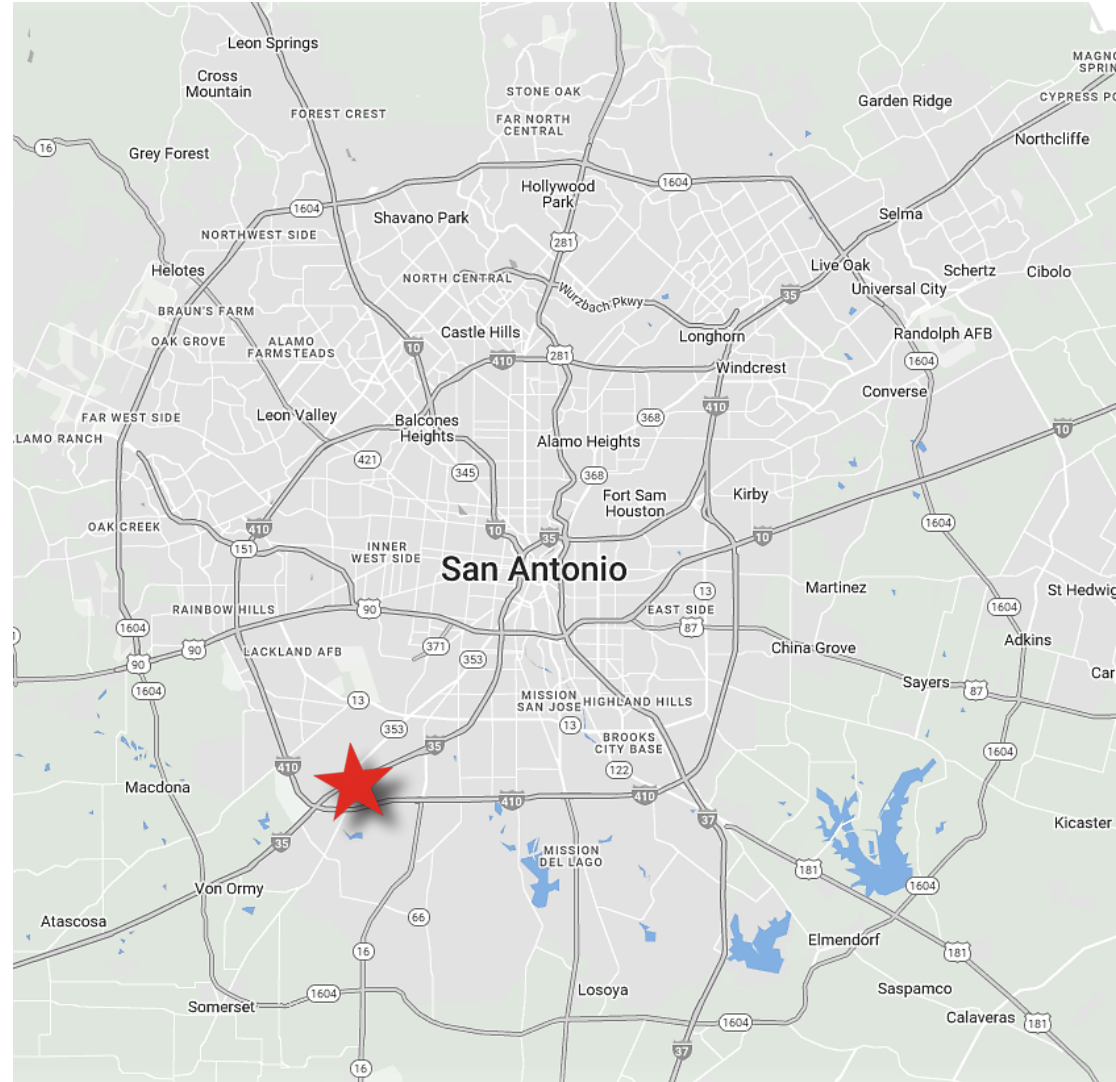 Leon Springs
Cross
Mountain
STONE OAK
MAGNO
SPRIN
FOREST CREST
Garden Ridge
CYPRESS PO
FAR NORTH
CENTRAL
16
Grey Forest
Northcliffe
1604
Hollywood
Park
1604
Shavano Park
Selma
NORTHWEST SIDE
281
Helotes
NORTH CENTRAL
Live Oak
Schertz
Cibolo
Wurzbach Pkwy
35
Universal City
BRAUN'S FARM
Castle Hills
Longhorn
Randolph AFB
OAK GROVE
ALAMO
FARMSTEADS
10
410
281
1604
Windcrest
Converse
FAR WEST SIDE
Leon Valley
Balcones
Heights
368
410
10
LAMO RANCH
Alamo Heights
421
345
368
Fort Sam
Houston
Kirby
OAK CREEK
410
10
35
10
1604
151
INNER
WEST SIDE
San Antonio
13
Martinez
St Hedwig
RAINBOW HILLS
90
EAST SIDE
1604
1604
87
90
90
LACKLAND AFB
371
353
China Grove
Adkins
Car
1604
13
MISSION
SAN JOSE
HIGHLAND HILLS
Sayers
87
353
13
35
BROOKS
CITY BASE
1604
410
122
Macdona
410
410
37
Kicaster
35
MISSION
DEL LAGO
181
Von Ormy
1604
66
Atascosa
16
Elmendorf
181
1604
Losoya
Saspamco
Somerset
1604
Calaveras
181
37
16